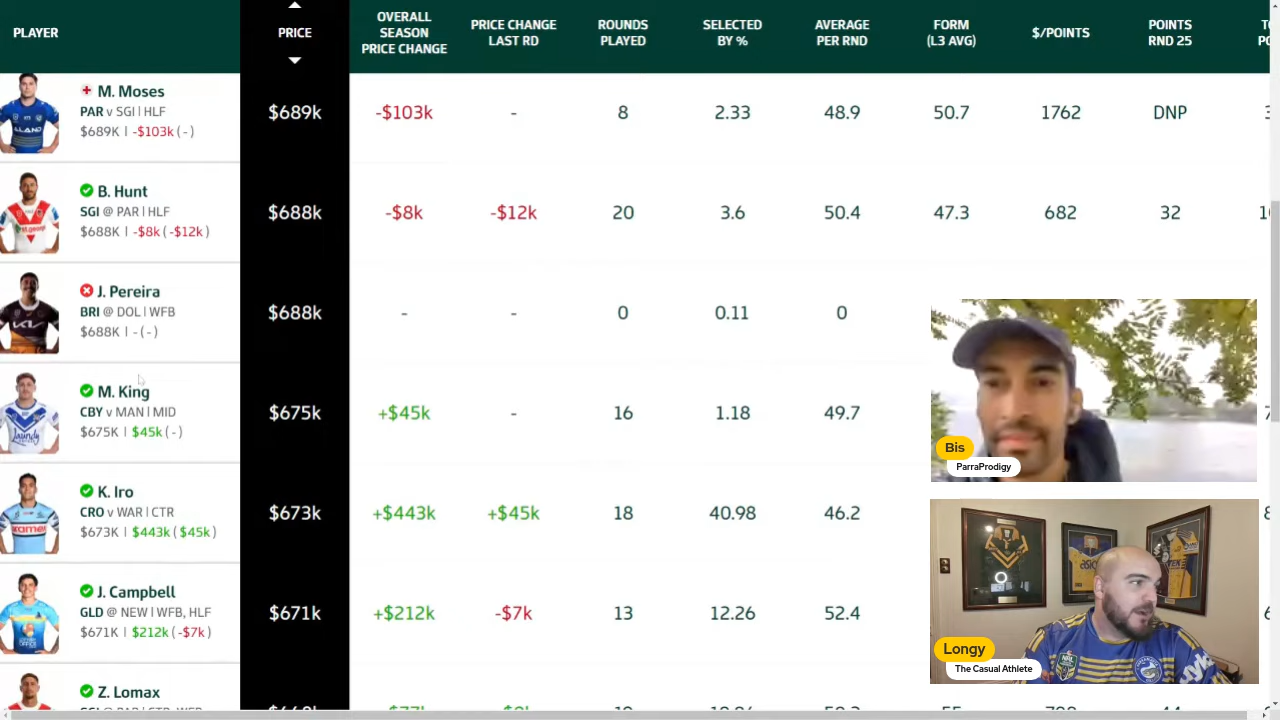 PLAYER
PRICE
OVERALL
SEASON
PRICE CHANGE
PRICE CHANGE
LAST RD
ROUNDS
PLAYED
SELECTED
BY %
AVERAGE
PER RND
FORM
(L3 AVG)
$/POINTS
POINTS
RND 25
M. Moses
PAR v SGI | HLF
$689K | -$103k ( - )
$689k -$103k - 8 2.33 48.9 50.7 1762 DNP
B. Hunt
SGI @ PAR | HLF
$688K | -$8k ( -$12k )
$688k -$8k -$12k 20 3.6 50.4 47.3 682 32
J. Pereira
BRI @ DOL | WFB
$688K | - ( - )
$688k - - 0 0.11 0
M. King
CBY v MAN | MID
$675K | $45k ( - )
$675k +$45k - 16 1.18 49.7
K. Iro
CRO v WAR | CTR
$673K | $443k ( $45k )
$673k +$443k +$45k 18 40.98 46.2
J. Campbell
GLD @ NEW | WFB, HLF
$671K | $212k ( -$7k )
$671k +$212k -$7k 13 12.26 52.4
Z. Lomax
Bis
ParraProdigy
Longy
The Casual Athlete